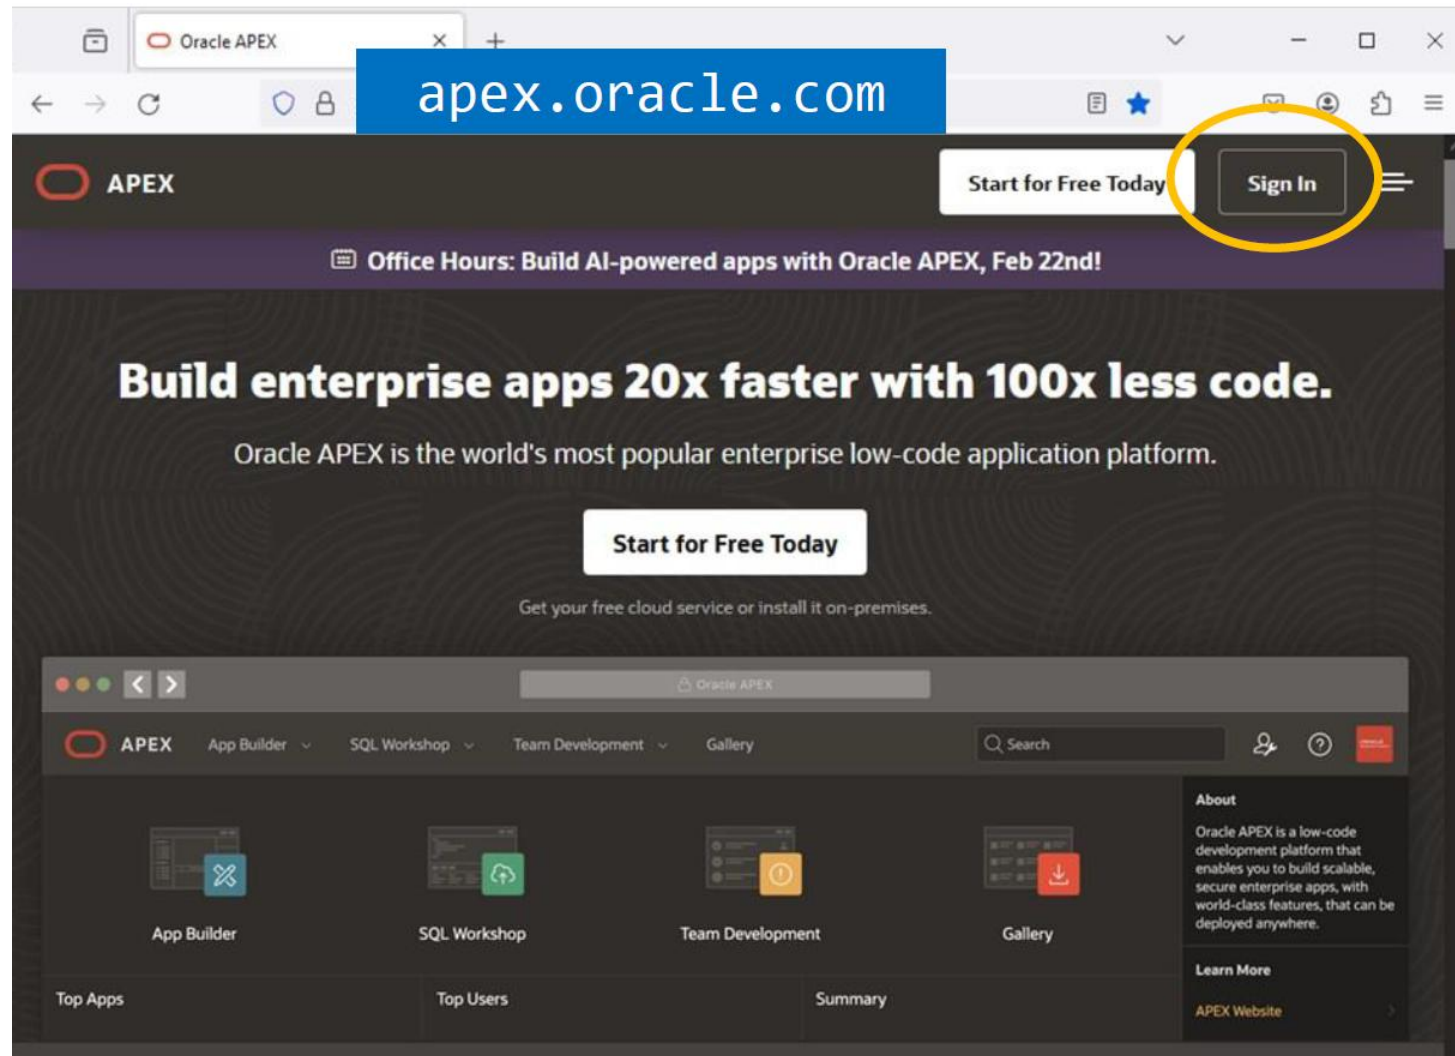 Oracle APEX
apex.oracle.com
APEX
Start for Free Today
Sign In
Office Hours: Build AI-powered apps with Oracle APEX, Feb 22nd!
Build enterprise apps 20x faster with 100x less code.
Oracle APEX is the world's most popular enterprise low-code application platform.
Start for Free Today
Get your free cloud service or install it on-premises.
Oracle APEX
APEX
App Builder
SQL Workshop
Team Development
Gallery
Search
App Builder
SQL Workshop
Team Development
Gallery
About
Oracle APEX is a low-code
development platform that
enables you to build scalable,
secure enterprise apps, with
world-class features, that can be
deployed anywhere.
Learn More
APEX Website
Top Apps
Top Users
Summary